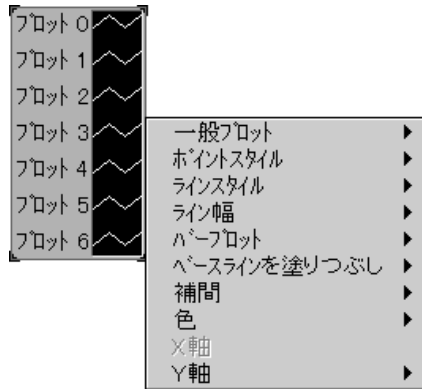 プロット 0
プロット 1
プロット 2
プロット 3
プロット 4
プロット 5
プロット 6
一般プロット
ポイントスタイル
ラインスタイル
ライン幅
バープロット
ベースラインを塗りつぶし
補間
色
X軸
Y軸